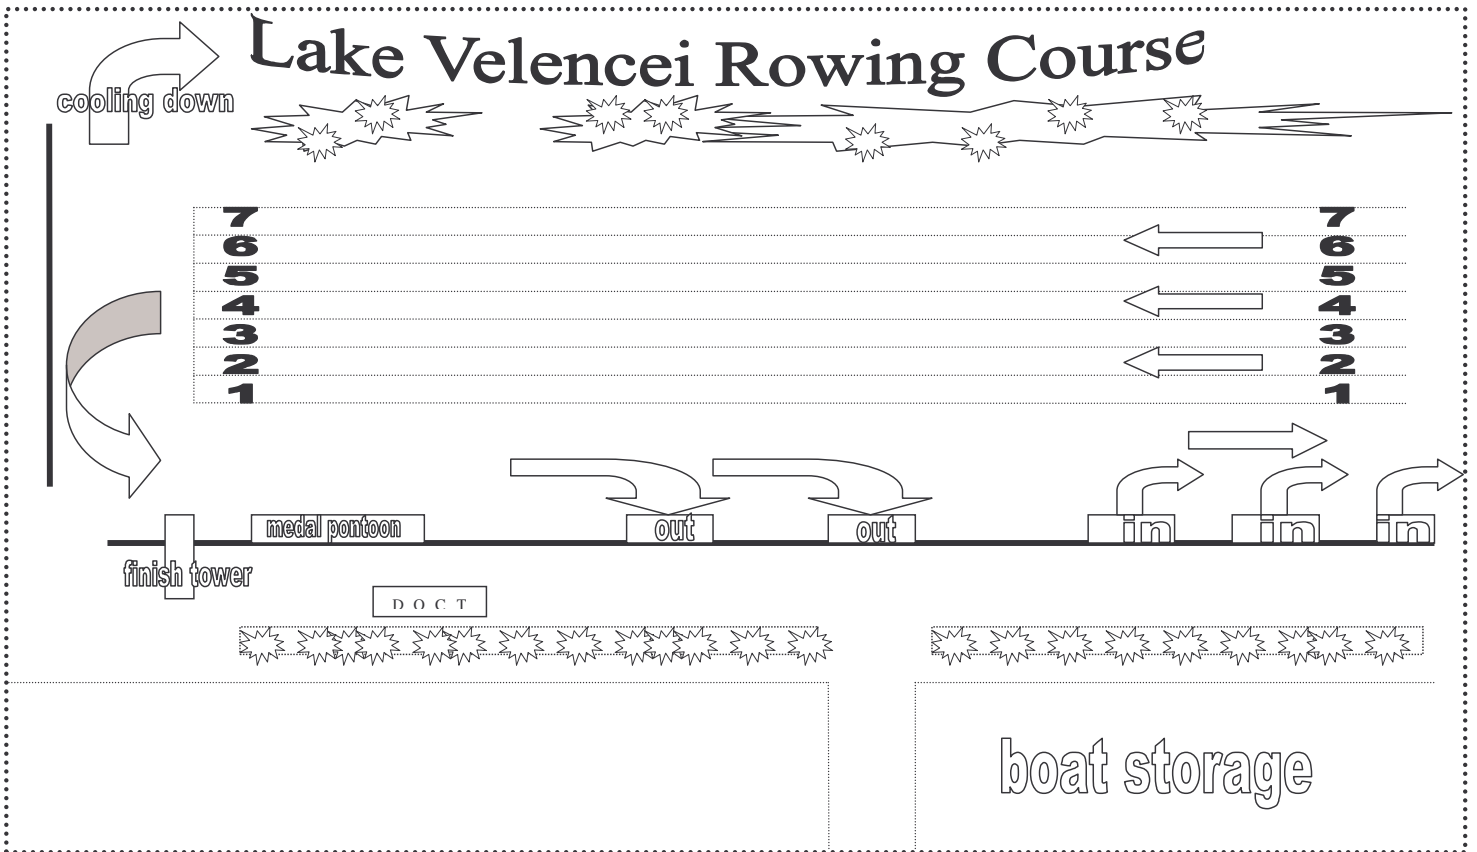 Lake Velencei Rowing Course
cooling down
7 7
6 6
5 5
4 4
3 3
2 2
1 1
medal pontoon out out in in in
finish tower
DOCT
boat storage